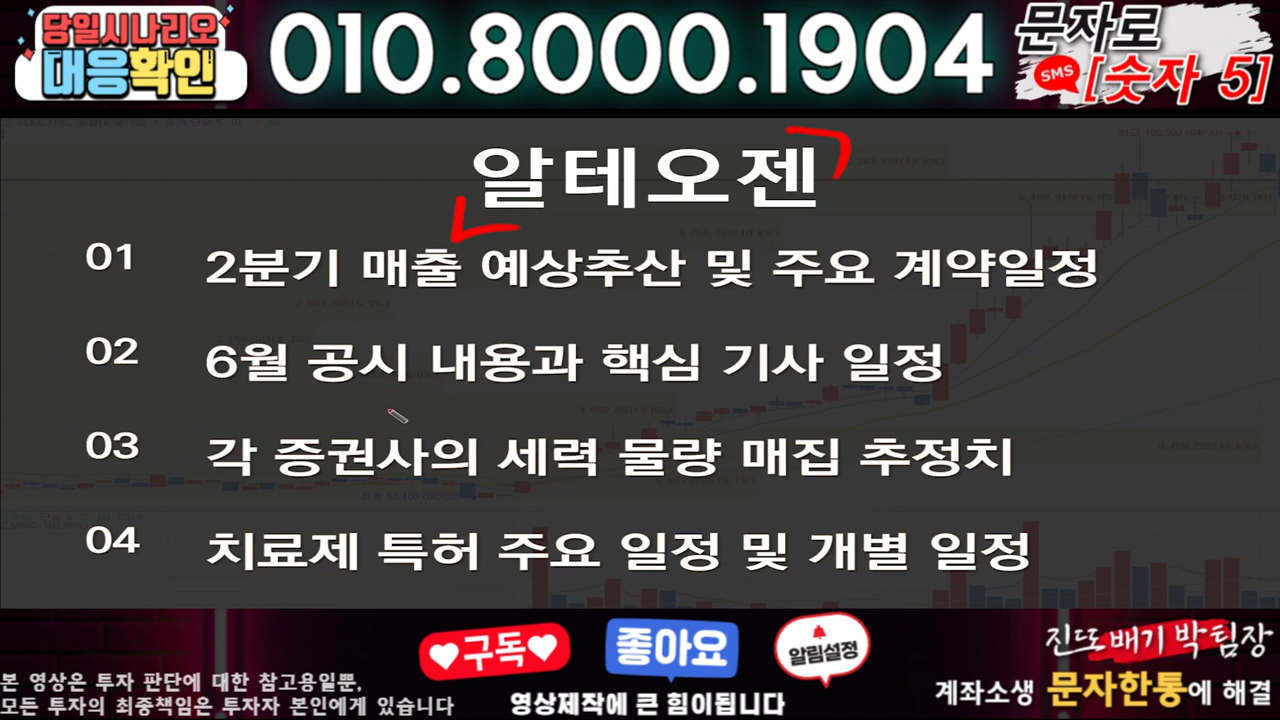 당일시나리오
대응확인
010.8000.1904
문자로
SMS
[숫자 5]
알테오젠
01 2분기 매출 예상추산 및 주요 계약일정
02 6월 공시 내용과 핵심 기사 일정
03 각 증권사의 세력 물량 매집 추정치
04 치료제 특허 주요 일정 및 개별 일정
구독
좋아요
알림설정
영상제작에 큰 힘이됩니다
본 영상은 투자 판단에 대한 참고용일뿐,
모든 투자의 최종책임은 투자자 본인에게 있습니다
진또배기 박팀장
계좌소생 문자한통에 해결